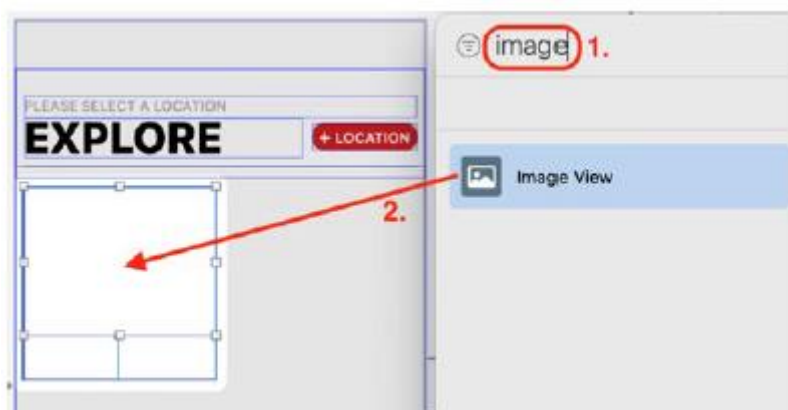 image 1.
PLEASE SELECT A LOCATION
EXPLORE
+ LOCATION
Image View
2.